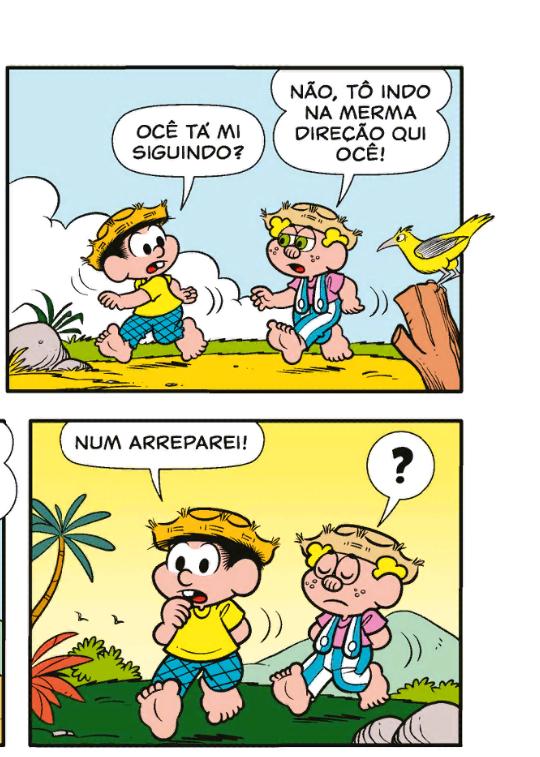 OCÊ TÁ MI
SIGUINDO?
NÃO, TÔ INDO
NA MERMA
DIREÇÃO QUI
OCÊ!
NUM ARREPAREI!
?